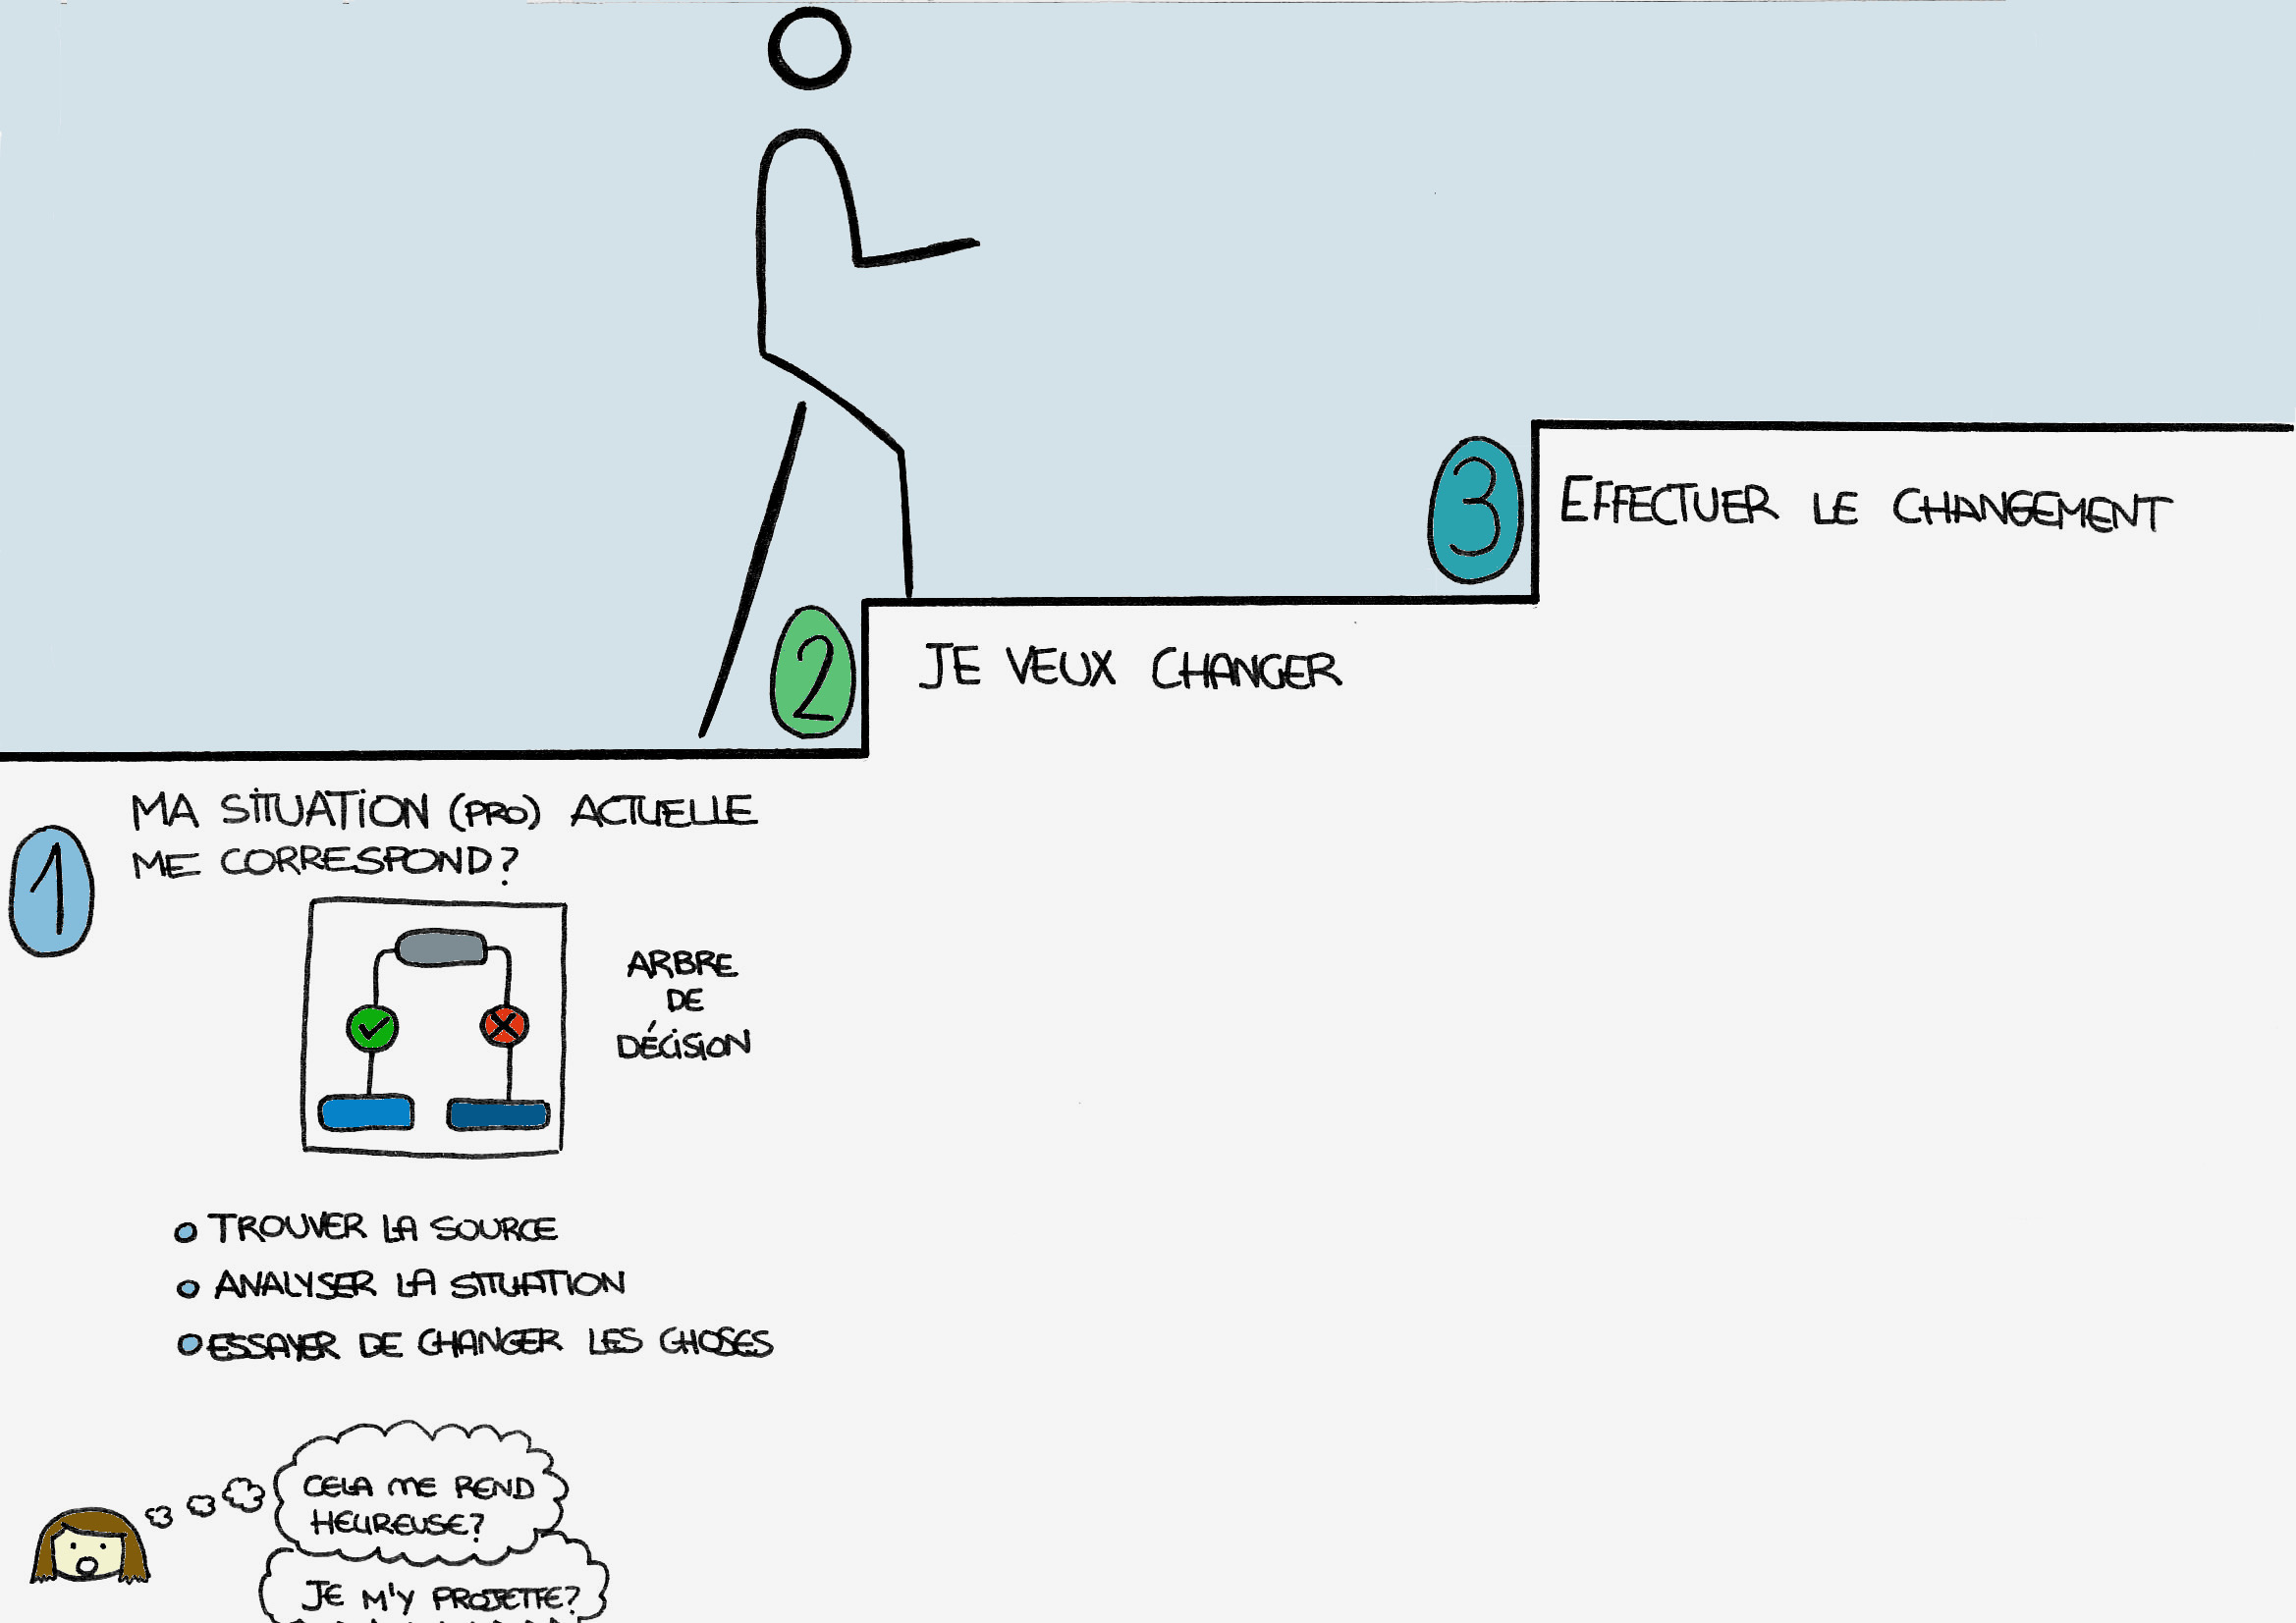 3
EFFECTUER LE CHANGEMENT
2
JE VEUX CHANGER
1
MA SITUATION (PRO) ACTUELLE
ME CORRESPOND?
ARBRE
DE
DÉCISION
TROUVER LA SOURCE
ANALYSER LA SITUATION
ESSAYER DE CHANGER LES CHOSES
CELA ME REND
HEUREUSE?
JE M'Y PROJETTE?